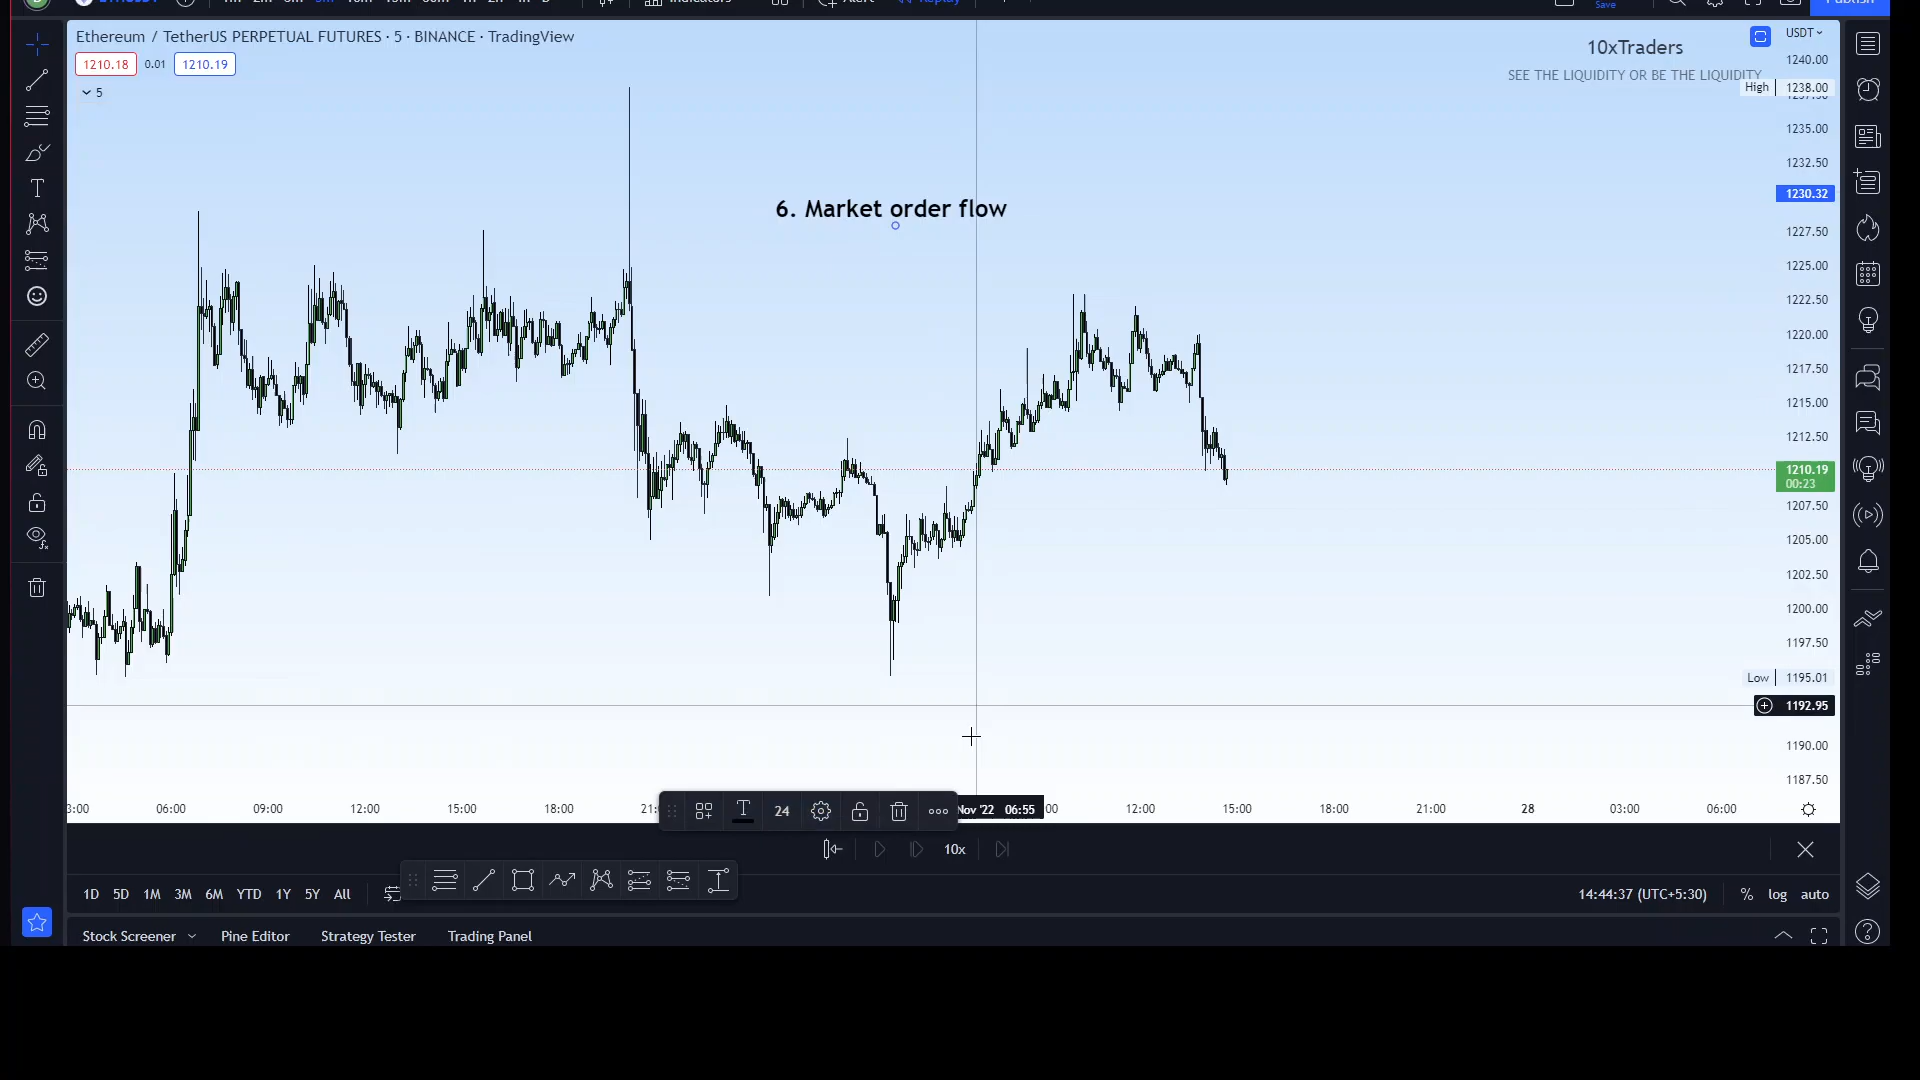 Ethereum / TetherUS PERPETUAL FUTURES · 5 · BINANCE · TradingView
1210.18 0.01 1210.19
5
10xTraders
SEE THE LIQUIDITY OR BE THE LIQUIDITY
6. Market order flow
USDT
1240.00
High 1238.00
1235.00
1232.50
1230.32
1227.50
1225.00
1222.50
1220.00
1217.50
1215.00
1212.50
1210.19
00:23
1207.50
1205.00
1202.50
1200.00
1197.50
Low 1195.01
1192.95
1190.00
1187.50
3:00 06:00 09:00 12:00 15:00 18:00 21: Nov '22 06:55 00 12:00 15:00 18:00 21:00 28 03:00 06:00
24
10x
1D 5D 1M 3M 6M YTD 1Y 5Y All
14:44:37 (UTC+5:30) % log auto
Stock Screener Pine Editor Strategy Tester Trading Panel
Save